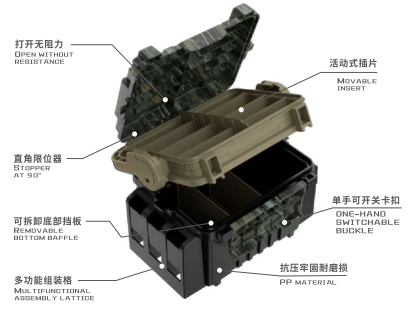 打开无阻力
OPEN WITHOUT
RESISTANCE
活动式插片
MOVABLE
INSERT
直角限位器
STOPPER
AT 90°
可拆卸底部挡板
REMOVABLE
BOTTOM BAFFLE
单手可开关卡扣
ONE-HAND
SWITCHABLE
BUCKLE
多功能组装格
MULTIFUNCTIONAL
ASSEMBLY LATTICE
抗压牢固耐磨损
PP MATERIAL